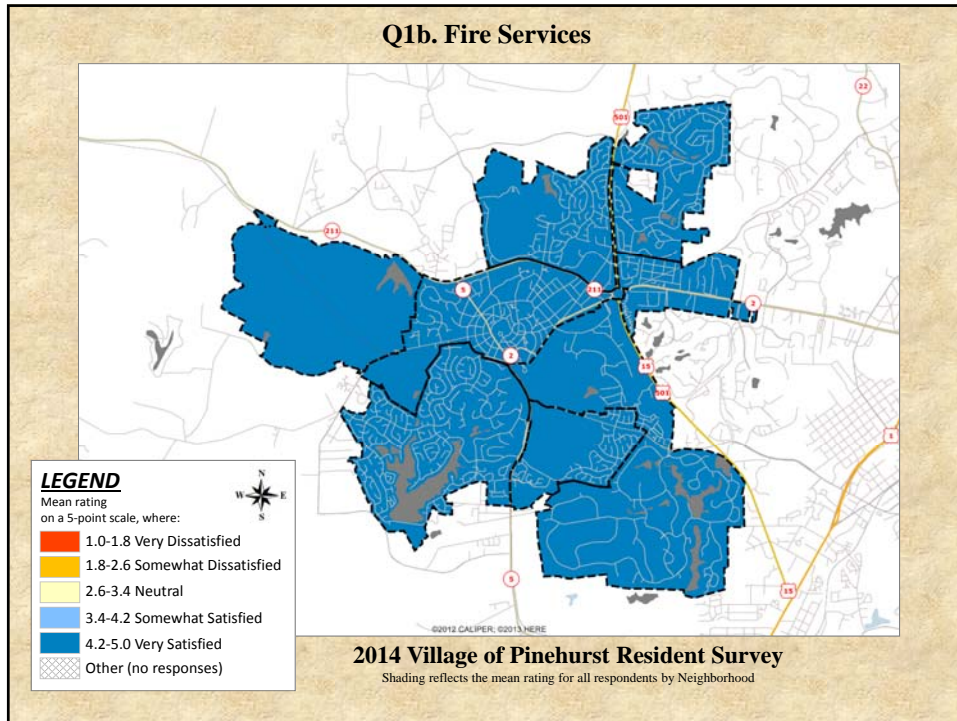 Q1b. Fire Services
501
22
211
5
211
2
2
15
501
1
5
15
LEGEND
N
W E
S
Mean rating
on a 5-point scale, where:
1.0-1.8 Very Dissatisfied
1.8-2.6 Somewhat Dissatisfied
2.6-3.4 Neutral
3.4-4.2 Somewhat Satisfied
4.2-5.0 Very Satisfied
Other (no responses)
©2012 CALIPER; ©2013 HERE
2014 Village of Pinehurst Resident Survey
Shading reflects the mean rating for all respondents by Neighborhood